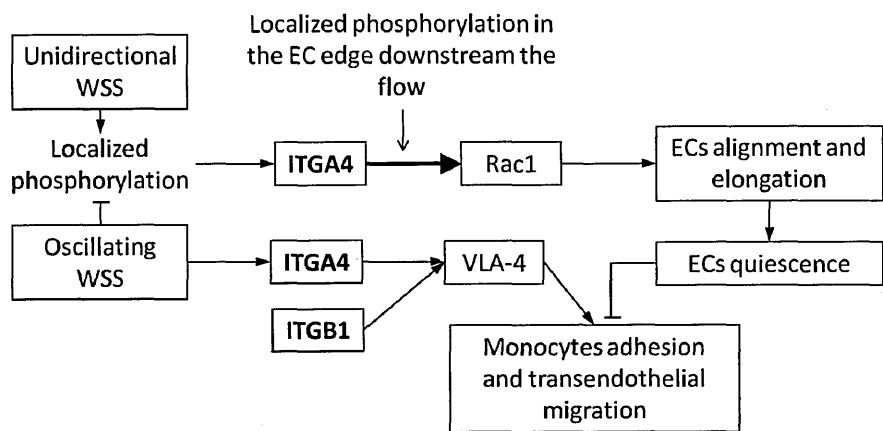 Localized phosphorylation in
the EC edge downstream the
flow
Unidirectional
WSS
Localized
phosphorylation
ITGA4
Rac1
ECs alignment and
elongation
Oscillating
WSS
ITGA4
VLA-4
ECs quiescence
ITGB1
Monocytes adhesion
and transendothelial
migration